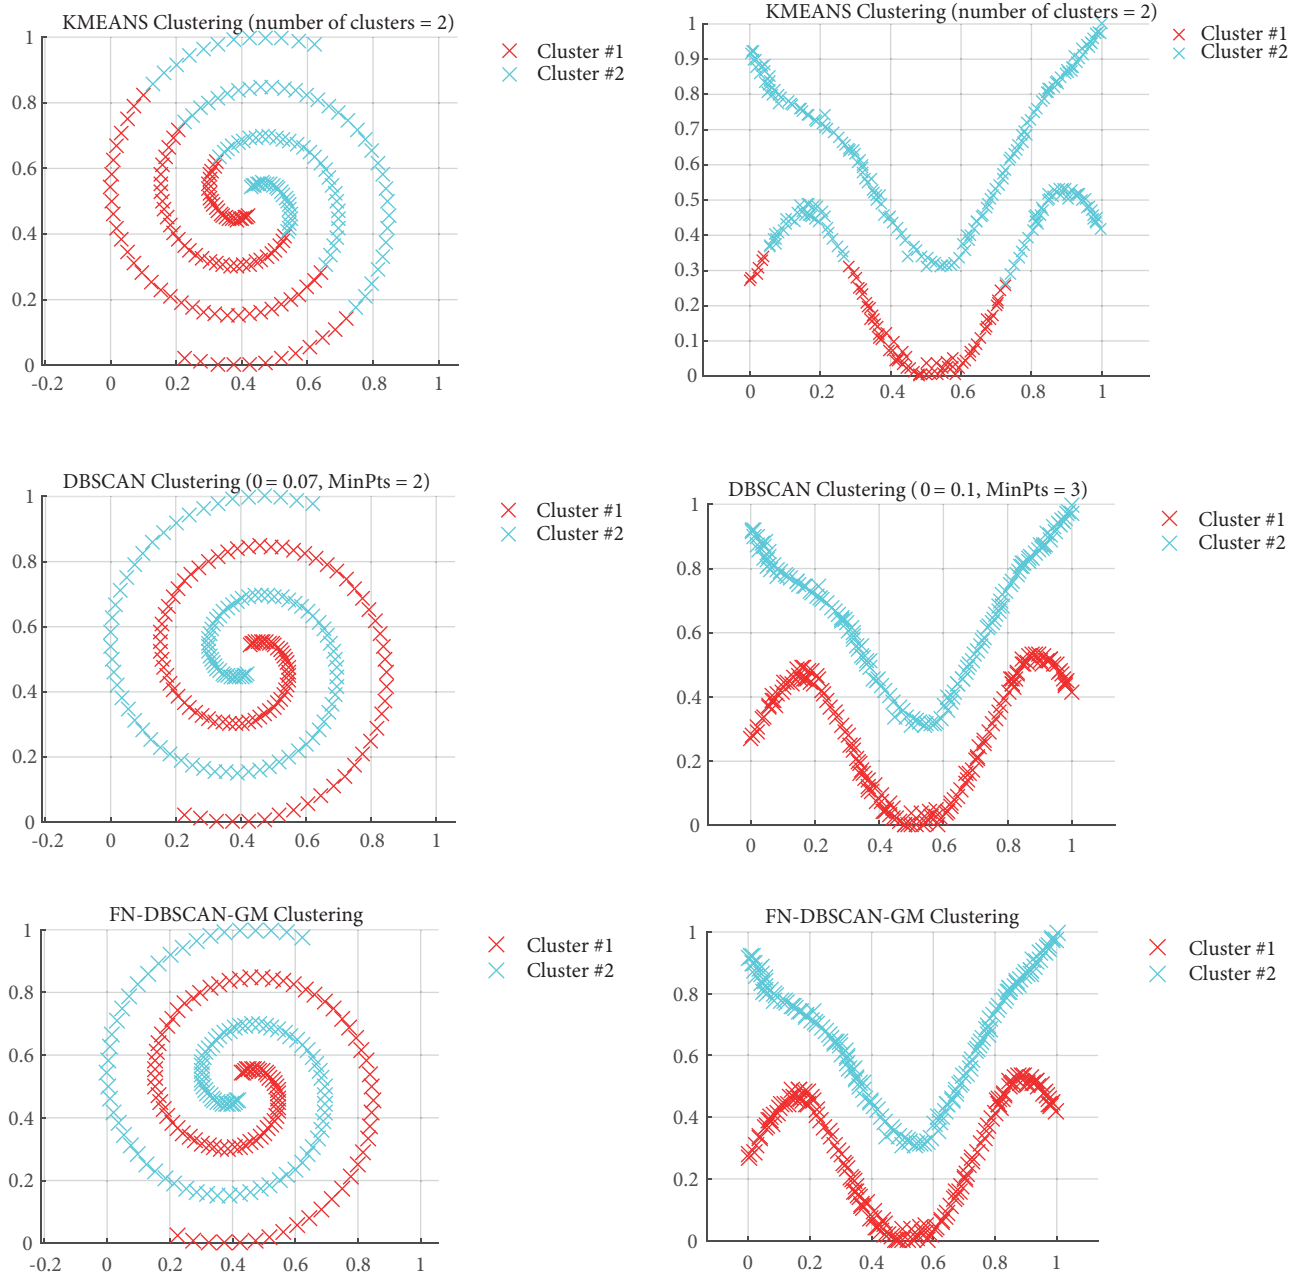 KMEANS Clustering (number of clusters = 2)
1
0.8
0.6
0.4
0.2
0
-0.2 0 0.2 0.4 0.6 0.8 1
Cluster #1
Cluster #2
KMEANS Clustering (number of clusters = 2)
1
0.9
0.8
0.7
0.6
0.5
0.4
0.3
0.2
0.1
0
0 0.2 0.4 0.6 0.8 1
Cluster #1
Cluster #2
DBSCAN Clustering (0 = 0.07, MinPts = 2)
1
0.8
0.6
0.4
0.2
0
-0.2 0 0.2 0.4 0.6 0.8 1
Cluster #1
Cluster #2
DBSCAN Clustering (0 = 0.1, MinPts = 3)
1
0.8
0.6
0.4
0.2
0
0 0.2 0.4 0.6 0.8 1
Cluster #1
Cluster #2
FN-DBSCAN-GM Clustering
1
0.8
0.6
0.4
0.2
0
-0.2 0 0.2 0.4 0.6 0.8 1
Cluster #1
Cluster #2
FN-DBSCAN-GM Clustering
1
0.8
0.6
0.4
0.2
0
0 0.2 0.4 0.6 0.8 1
Cluster #1
Cluster #2